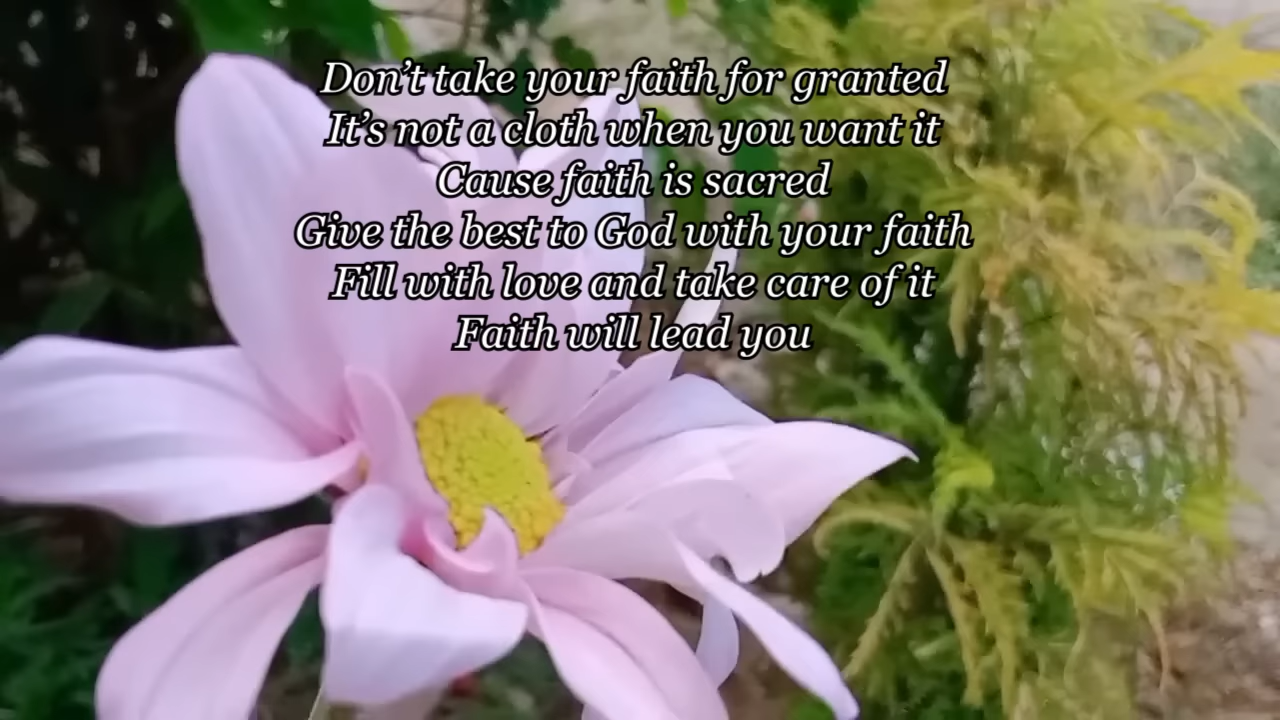 Don’t take your faith for granted
It’s not a cloth when you want it
Cause faith is sacred
Give the best to God with your faith
Fill with love and take care of it
Faith will lead you